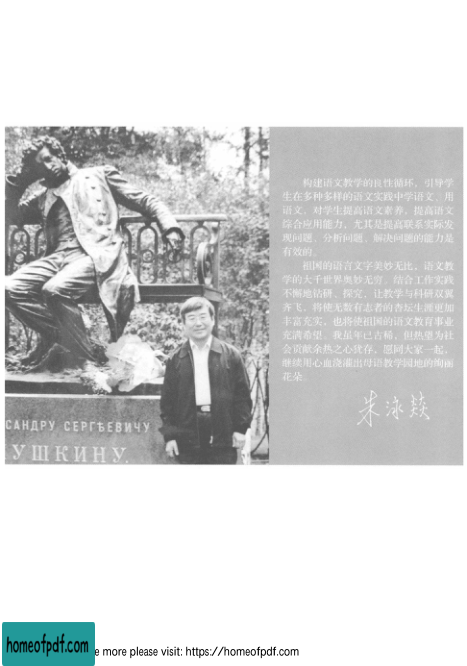 构建语文教学的良性循环，引导学
生在多种多样的语文实践中学语文、用
语文，对学生提高语文素养、提高语文
综合应用能力，尤其是提高联系实际发
现问题、分析问题、解决问题的能力是
有效的。
祖国的语言文字美妙无比，语文教
学的大千世界奥妙无穷。结合工作实践
不懈地钻研、探究，让教学与科研双翼
齐飞，将使无数有志者的杏坛生涯更加
丰富充实，也将使祖国的语文教育事业
充满希望。我虽年已古稀，但热望为社
会贡献余热之心犹存，愿同大家一起，
继续用心血浇灌出母语教学园地的绚丽
花朵。
朱泳燚
САНДРУ СЕРГѢЕВИЧУ
УШКИНУ.
homeofpdf.com
e more please visit: https://homeofpdf.com